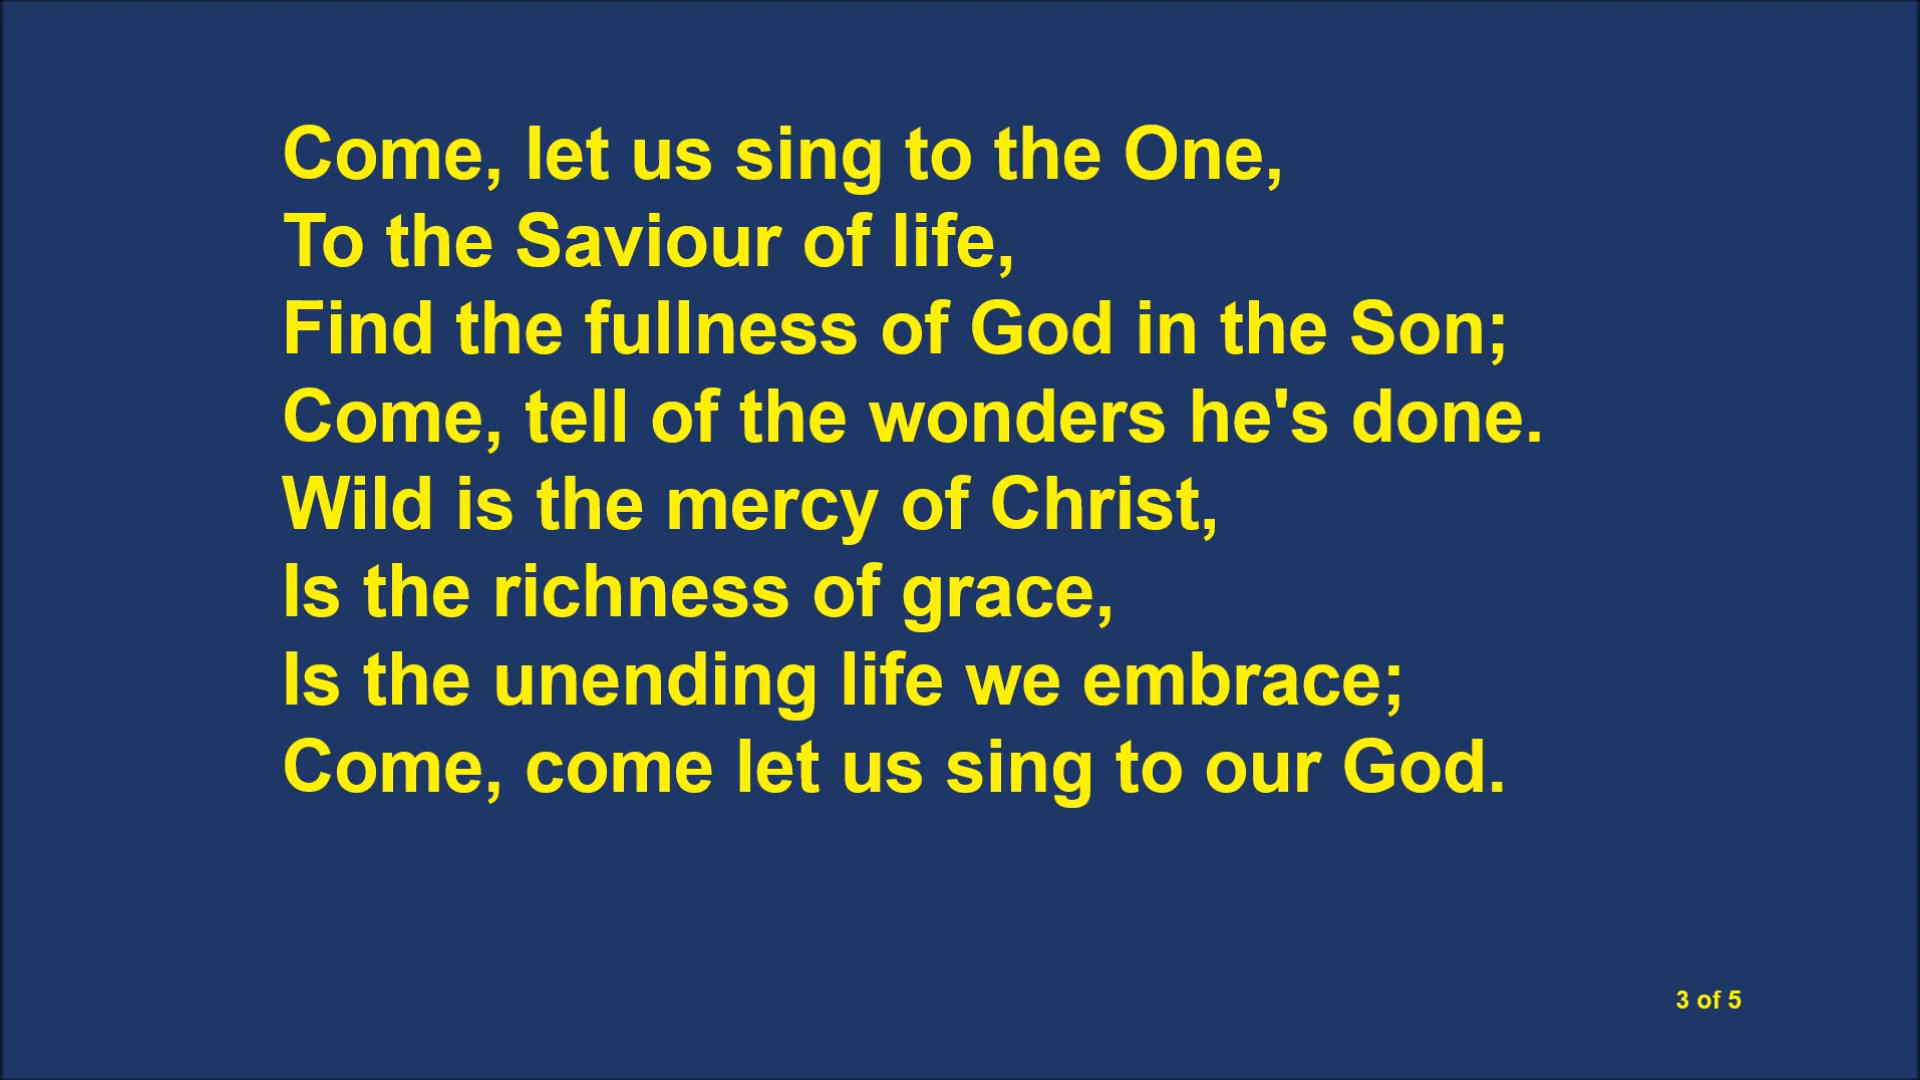 Come, let us sing to the One,
To the Saviour of life,
Find the fullness of God in the Son;
Come, tell of the wonders he's done.
Wild is the mercy of Christ,
Is the richness of grace,
Is the unending life we embrace;
Come, come let us sing to our God.
3 of 5